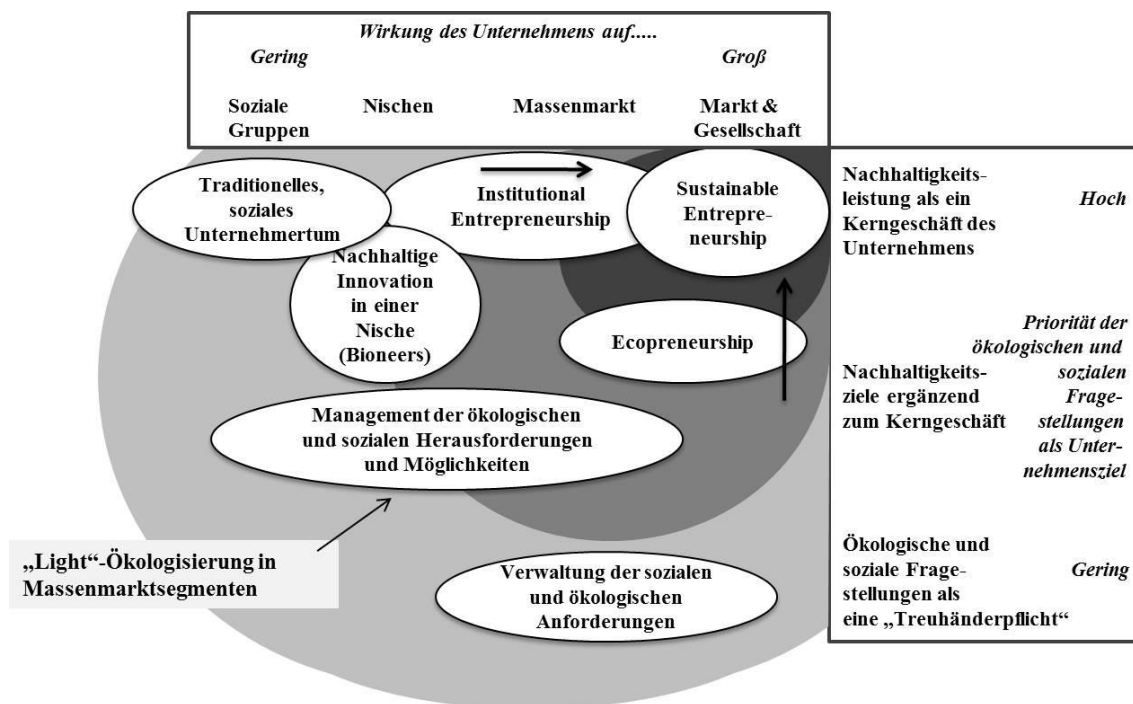 Wirkung des Unternehmens auf.....
Gering
Groß
Soziale
Gruppen
Nischen
Massenmarkt
Markt &
Gesellschaft
Traditionelles,
soziales
Unternehmertum
Institutional
Entrepreneurship
Sustainable
Entrepre-
neurship
Nachhaltigkeits-
leistung als ein
Kerngeschäft des
Unternehmens
Hoch
Nachhaltige
Innovation
in einer
Nische
(Bioneers)
Ecopreneurship
Priorität der
ökologischen und
sozialen
Frage-
stellungen
als Unter-
nehmensziel
Nachhaltigkeits-
ziele ergänzend
zum Kerngeschäft
Management der ökologischen
und sozialen Herausforderungen
und Möglichkeiten
„Light“-Ökologisierung in
Massenmarktsegmenten
Verwaltung der sozialen
und ökologischen
Anforderungen
Ökologische und
soziale Frage-
stellungen als
eine „Treuhänderpflicht“
Gering